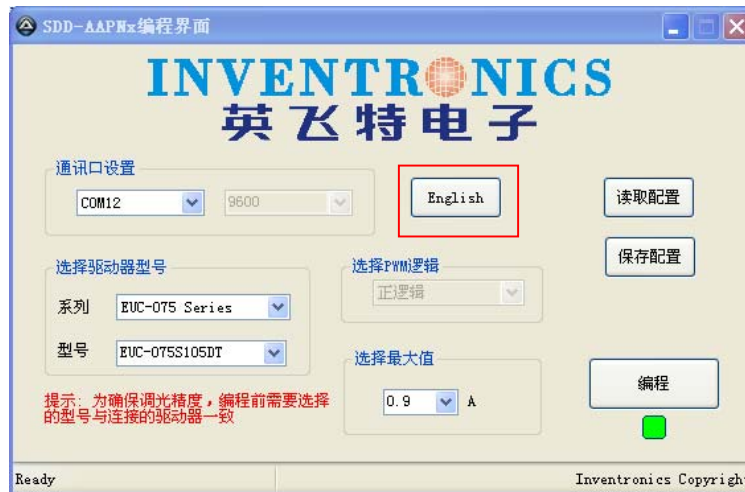 SDD-AAPNx编程界面
INVENTRONICS
英飞特电子
通讯口设置
COM12
9600
English
读取配置
保存配置
选择驱动器型号
选择PWM逻辑
系列
EUC-075 Series
正逻辑
型号
EUC-075S105DT
选择最大值
0.9
A
编程
提示: 为确保调光精度，编程前需要选择
的型号与连接的驱动器一致
Ready
Inventronics Copyrigh